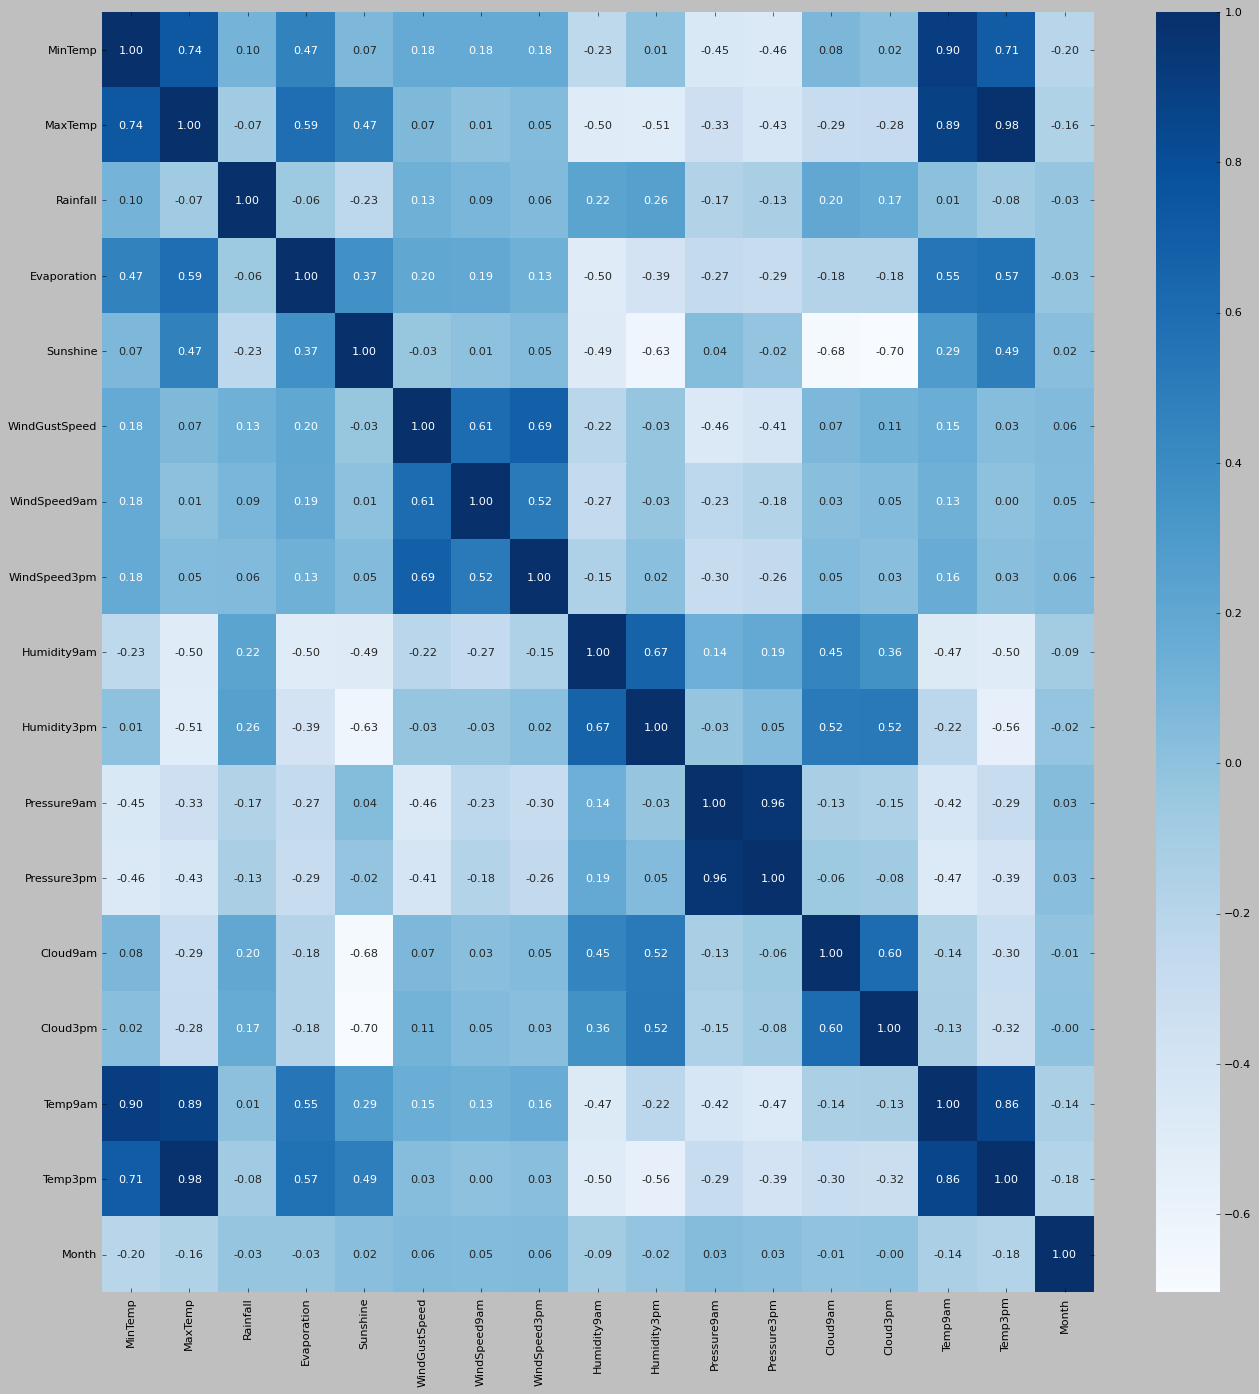 MinTemp 1.00 0.74 0.10 0.47 0.07 0.18 0.18 0.18 -0.23 0.01 -0.45 -0.46 0.08 0.02 0.90 0.71 -0.20
MaxTemp 0.74 1.00 -0.07 0.59 0.47 0.07 0.01 0.05 -0.50 -0.51 -0.33 -0.43 -0.29 -0.28 0.89 0.98 -0.16
Rainfall 0.10 -0.07 1.00 -0.06 -0.23 0.13 0.09 0.06 0.22 0.26 -0.17 -0.13 0.20 0.17 0.01 -0.08 -0.03
Evaporation 0.47 0.59 -0.06 1.00 0.37 0.20 0.19 0.13 -0.50 -0.39 -0.27 -0.29 -0.18 -0.18 0.55 0.57 -0.03
Sunshine 0.07 0.47 -0.23 0.37 1.00 -0.03 0.01 0.05 -0.49 -0.63 0.04 -0.02 -0.68 -0.70 0.29 0.49 0.02
WindGustSpeed 0.18 0.07 0.13 0.20 -0.03 1.00 0.61 0.69 -0.22 -0.03 -0.46 -0.41 0.07 0.11 0.15 0.03 0.06
WindSpeed9am 0.18 0.01 0.09 0.19 0.01 0.61 1.00 0.52 -0.27 -0.03 -0.23 -0.18 0.03 0.05 0.13 0.00 0.05
WindSpeed3pm 0.18 0.05 0.06 0.13 0.05 0.69 0.52 1.00 -0.15 0.02 -0.30 -0.26 0.05 0.03 0.16 0.03 0.06
Humidity9am -0.23 -0.50 0.22 -0.50 -0.49 -0.22 -0.27 -0.15 1.00 0.67 0.14 0.19 0.45 0.36 -0.47 -0.50 -0.09
Humidity3pm 0.01 -0.51 0.26 -0.39 -0.63 -0.03 -0.03 0.02 0.67 1.00 -0.03 0.05 0.52 0.52 -0.22 -0.56 -0.02
Pressure9am -0.45 -0.33 -0.17 -0.27 0.04 -0.46 -0.23 -0.30 0.14 -0.03 1.00 0.96 -0.13 -0.15 -0.42 -0.29 0.03
Pressure3pm -0.46 -0.43 -0.13 -0.29 -0.02 -0.41 -0.18 -0.26 0.19 0.05 0.96 1.00 -0.06 -0.08 -0.47 -0.39 0.03
Cloud9am 0.08 -0.29 0.20 -0.18 -0.68 0.07 0.03 0.05 0.45 0.52 -0.13 -0.06 1.00 0.60 -0.14 -0.30 -0.01
Cloud3pm 0.02 -0.28 0.17 -0.18 -0.70 0.11 0.05 0.03 0.36 0.52 -0.15 -0.08 0.60 1.00 -0.13 -0.32 -0.00
Temp9am 0.90 0.89 0.01 0.55 0.29 0.15 0.13 0.16 -0.47 -0.22 -0.42 -0.47 -0.14 -0.13 1.00 0.86 -0.14
Temp3pm 0.71 0.98 -0.08 0.57 0.49 0.03 0.00 0.03 -0.50 -0.56 -0.29 -0.39 -0.30 -0.32 0.86 1.00 -0.18
Month -0.20 -0.16 -0.03 -0.03 0.02 0.06 0.05 0.06 -0.09 -0.02 0.03 0.03 -0.01 -0.00 -0.14 -0.18 1.00
MinTemp MaxTemp Rainfall Evaporation Sunshine WindGustSpeed WindSpeed9am WindSpeed3pm Humidity9am Humidity3pm Pressure9am Pressure3pm Cloud9am Cloud3pm Temp9am Temp3pm Month
1.0
0.8
0.6
0.4
0.2
0.0
−0.2
−0.4
−0.6